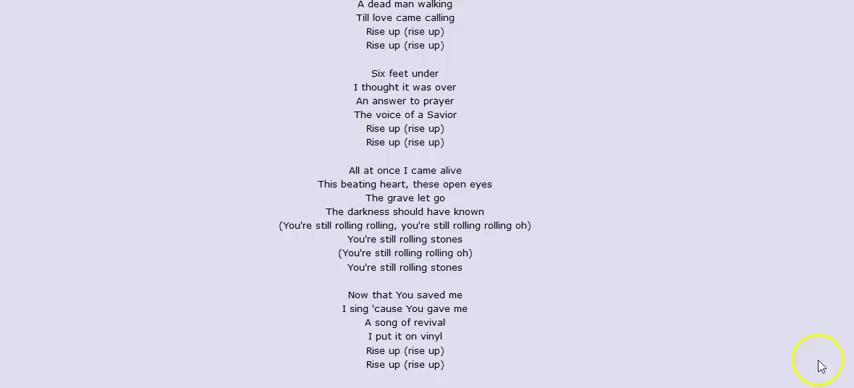 A dead man walking
Till love came calling
Rise up (rise up)
Rise up (rise up)
Six feet under
I thought it was over
An answer to prayer
The voice of a Savior
Rise up (rise up)
Rise up (rise up)
All at once I came alive
This beating heart, these open eyes
The grave let go
The darkness should have known
(You're still rolling rolling, you're still rolling rolling oh)
You're still rolling stones
(You're still rolling rolling oh)
You're still rolling stones
Now that You saved me
I sing 'cause You gave me
A song of revival
I put it on vinyl
Rise up (rise up)
Rise up (rise up)